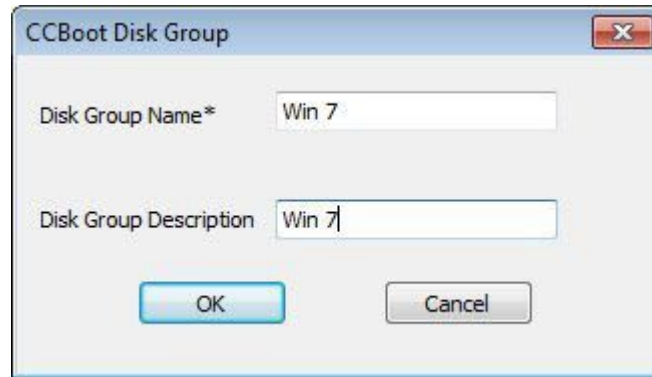 CCBoot Disk Group
Disk Group Name* Win 7
Disk Group Description Win 7
OK Cancel